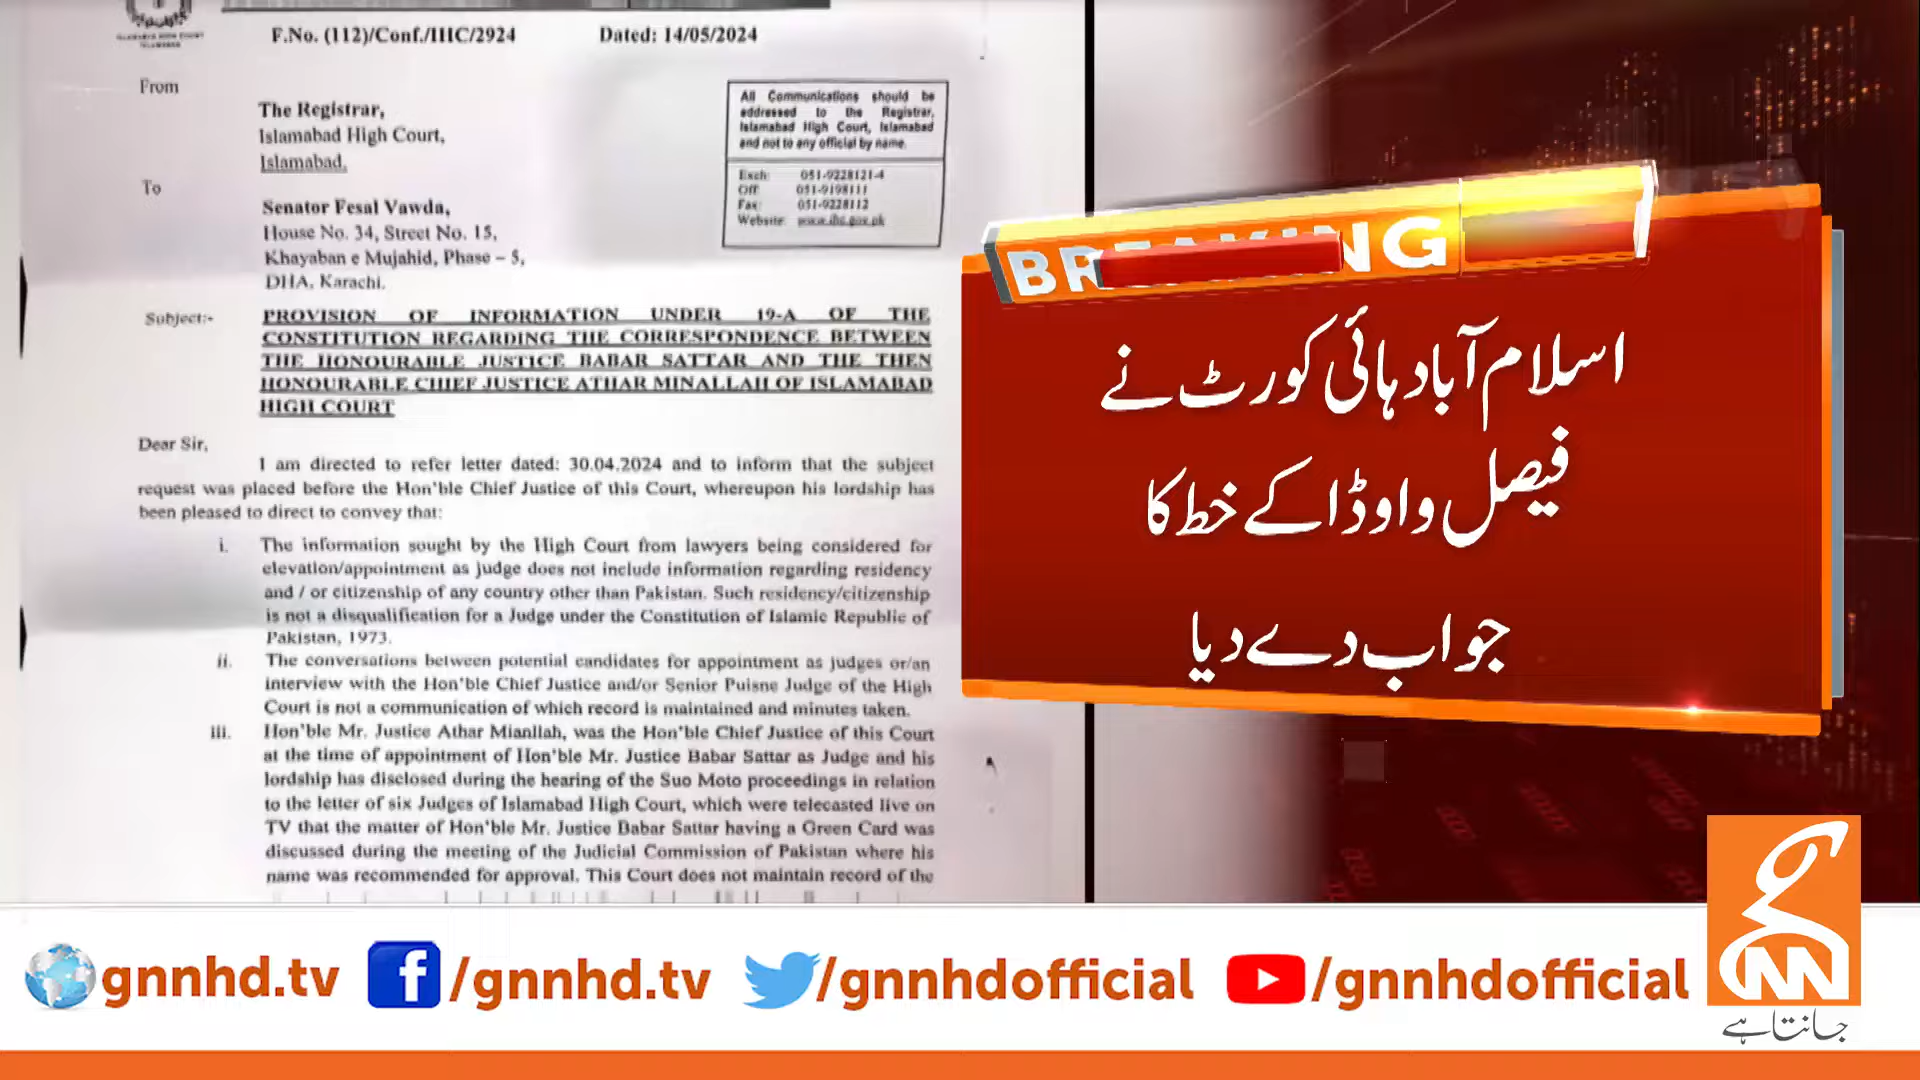 F.No. (112)/Conf./IHC/2924
Dated: 14/05/2024
From
The Registrar,
Islamabad High Court,
Islamabad.
All Communications should be
addressed to the Registrar,
Islamabad High Court, Islamabad
and not to any official by name.
Exch: 051-9228121-4
Off: 051-9198111
Fax: 051-9228112
Website: www.ihc.gov.pk
To
Senator Fesal Vawda,
House No. 34, Street No. 15,
Khayaban e Mujahid, Phase – 5,
DHA, Karachi.
Subject:- PROVISION OF INFORMATION UNDER 19-A OF THE
CONSTITUTION REGARDING THE CORRESPONDENCE BETWEEN
THE HONOURABLE JUSTICE BABAR SATTAR AND THE THEN
HONOURABLE CHIEF JUSTICE ATHAR MINALLAH OF ISLAMABAD
HIGH COURT
Dear Sir,
I am directed to refer letter dated: 30.04.2024 and to inform that the subject
request was placed before the Hon'ble Chief Justice of this Court, whereupon his lordship has
been pleased to direct to convey that:
i. The information sought by the High Court from lawyers being considered for
elevation/appointment as judge does not include information regarding residency
and / or citizenship of any country other than Pakistan. Such residency/citizenship
is not a disqualification for a Judge under the Constitution of Islamic Republic of
Pakistan, 1973.
ii. The conversations between potential candidates for appointment as judges or/an
interview with the Hon'ble Chief Justice and/or Senior Puisne Judge of the High
Court is not a communication of which record is maintained and minutes taken.
iii. Hon'ble Mr. Justice Athar Mianllah, was the Hon'ble Chief Justice of this Court
at the time of appointment of Hon'ble Mr. Justice Babar Sattar as Judge and his
lordship has disclosed during the hearing of the Suo Moto proceedings in relation
to the letter of six Judges of Islamabad High Court, which were telecasted live on
TV that the matter of Hon'ble Mr. Justice Babar Sattar having a Green Card was
discussed during the meeting of the Judicial Commission of Pakistan where his
name was recommended for approval. This Court does not maintain record of the
BREAKING
اسلام آباد ہائی کورٹ نے
فیصل واوڈا کے خط کا
جواب دے دیا
gnnhd.tv
/gnnhd.tv
/gnnhdofficial
/gnnhdofficial
GNN
جانتا ہے